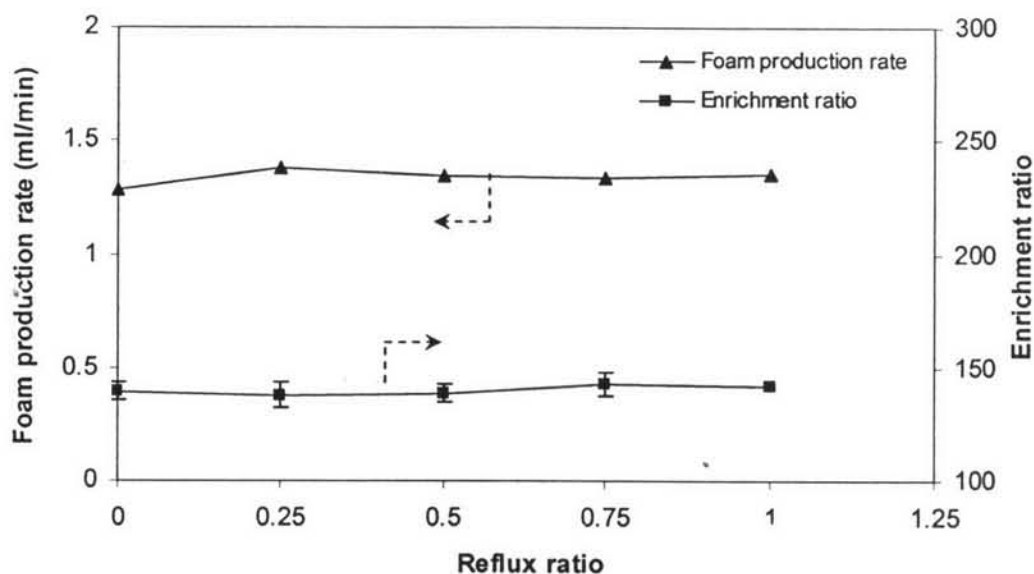 2
1.5
1
0.5
0
Foam production rate (ml/min)
Foam production rate
Enrichment ratio
300
250
200
150
100
Enrichment ratio
0 0.25 0.5 0.75 1 1.25
Reflux ratio